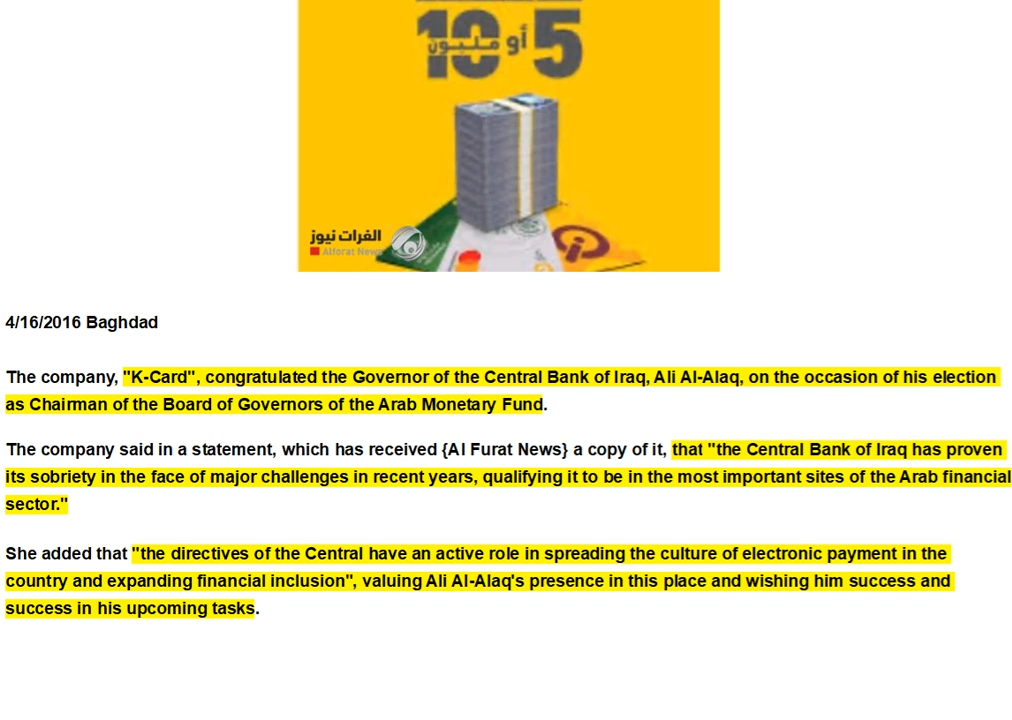 5 أو 10
مليون
الفرات نيوز
Alforat News
4/16/2016 Baghdad
The company, "K-Card", congratulated the Governor of the Central Bank of Iraq, Ali Al-Alaq, on the occasion of his election
as Chairman of the Board of Governors of the Arab Monetary Fund.
The company said in a statement, which has received {Al Furat News} a copy of it, that "the Central Bank of Iraq has proven
its sobriety in the face of major challenges in recent years, qualifying it to be in the most important sites of the Arab financial
sector."
She added that "the directives of the Central have an active role in spreading the culture of electronic payment in the
country and expanding financial inclusion", valuing Ali Al-Alaq's presence in this place and wishing him success and
success in his upcoming tasks.